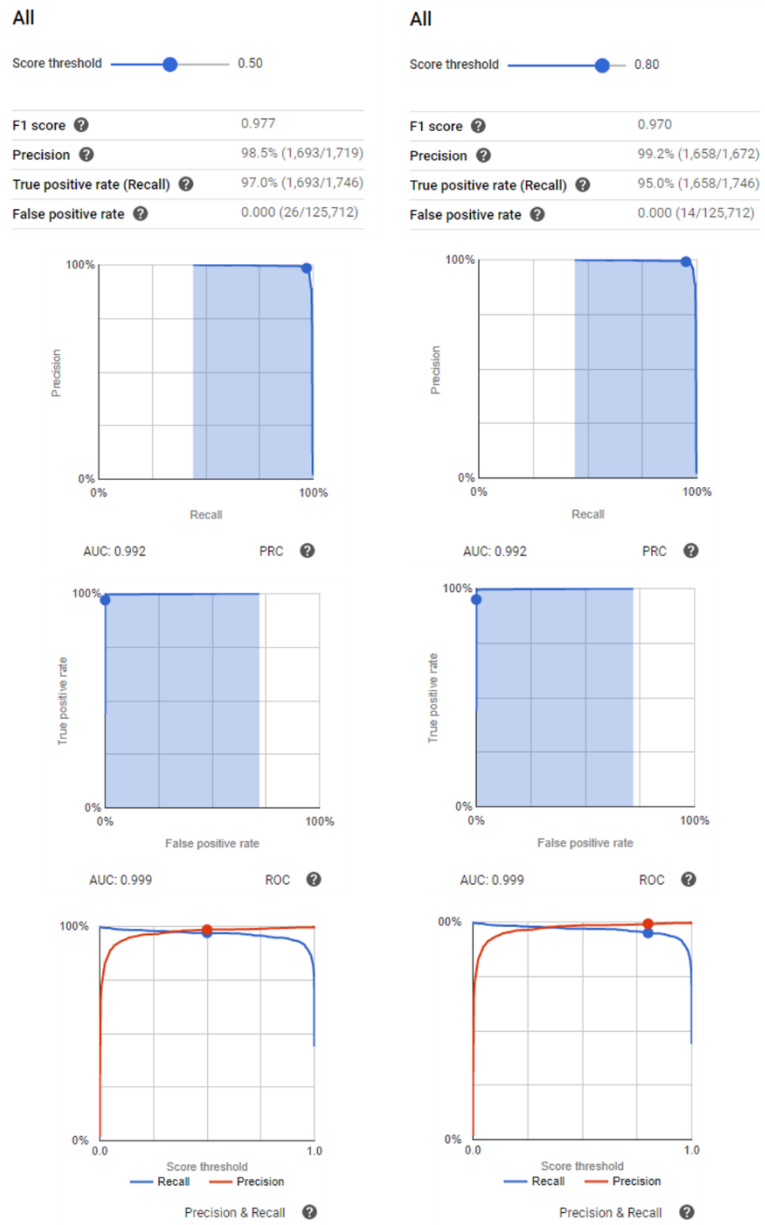 All
Score threshold 0.50
F1 score ? 0.977
Precision ? 98.5% (1,693/1,719)
True positive rate (Recall) ? 97.0% (1,693/1,746)
False positive rate ? 0.000 (26/125,712)
100%
Precision
0%
0% 100%
Recall
AUC: 0.992 PRC ?
100%
True positive rate
0%
0% 100%
False positive rate
AUC: 0.999 ROC ?
100%
0%
0.0 1.0
Score threshold
Recall Precision
Precision & Recall ?
All
Score threshold 0.80
F1 score ? 0.970
Precision ? 99.2% (1,658/1,672)
True positive rate (Recall) ? 95.0% (1,658/1,746)
False positive rate ? 0.000 (14/125,712)
100%
Precision
0%
0% 100%
Recall
AUC: 0.992 PRC ?
100%
True positive rate
0%
0% 100%
False positive rate
AUC: 0.999 ROC ?
00%
0%
0.0 1.0
Score threshold
Recall Precision
Precision & Recall ?